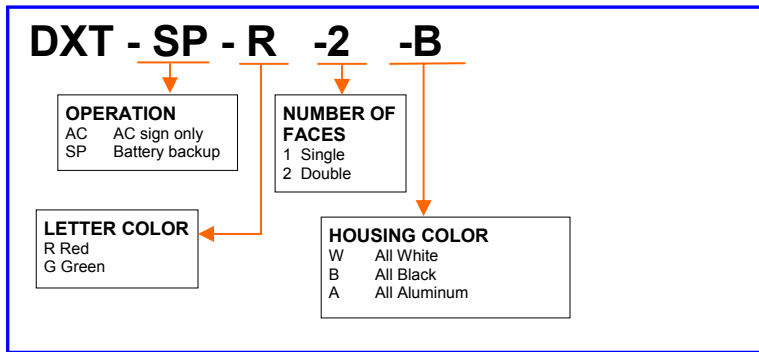 DXT - SP - R -2 -B
OPERATION
AC AC sign only
SP Battery backup
NUMBER OF
FACES
1 Single
2 Double
LETTER COLOR
R Red
G Green
HOUSING COLOR
W All White
B All Black
A All Aluminum